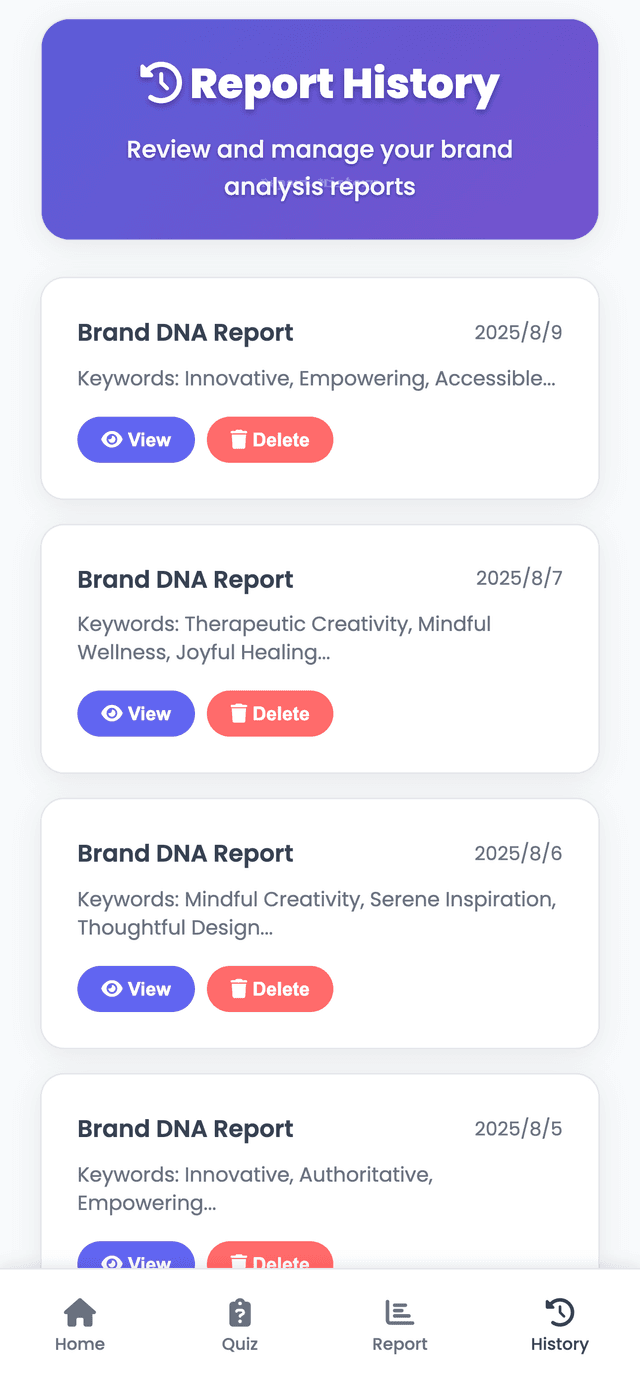 Report History
Review and manage your brand
analysis reports
Brand DNA Report
2025/8/9
Keywords: Innovative, Empowering, Accessible...
View
Delete
Brand DNA Report
2025/8/7
Keywords: Therapeutic Creativity, Mindful
Wellness, Joyful Healing...
View
Delete
Brand DNA Report
2025/8/6
Keywords: Mindful Creativity, Serene Inspiration,
Thoughtful Design...
View
Delete
Brand DNA Report
2025/8/5
Keywords: Innovative, Authoritative,
Empowering...
View
Delete
Home
Quiz
Report
History